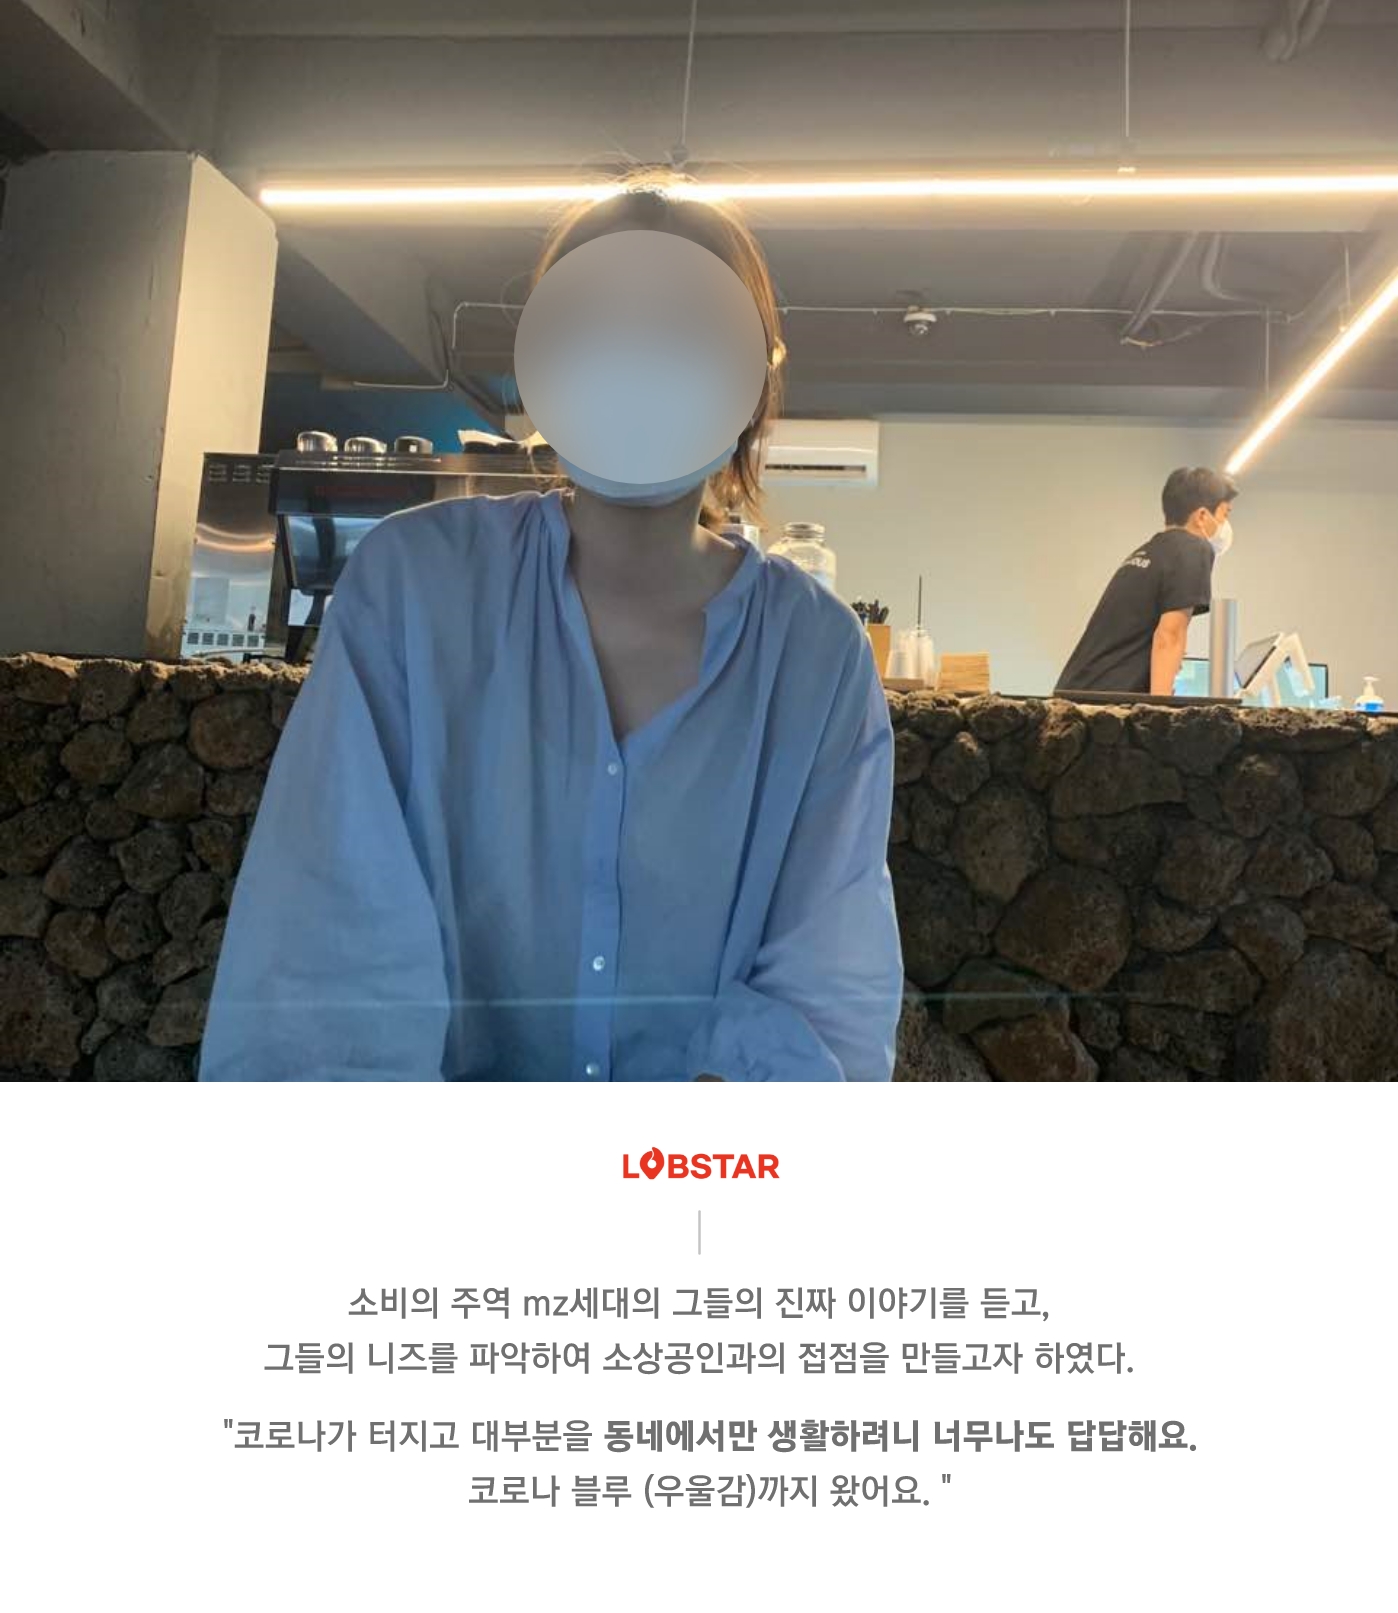 LOBSTAR
소비의 주역 mz세대의 그들의 진짜 이야기를 듣고,
그들의 니즈를 파악하여 소상공인과의 접점을 만들고자 하였다.
"코로나가 터지고 대부분을 동네에서만 생활하려니 너무나도 답답해요.
코로나 블루 (우울감)까지 왔어요. "